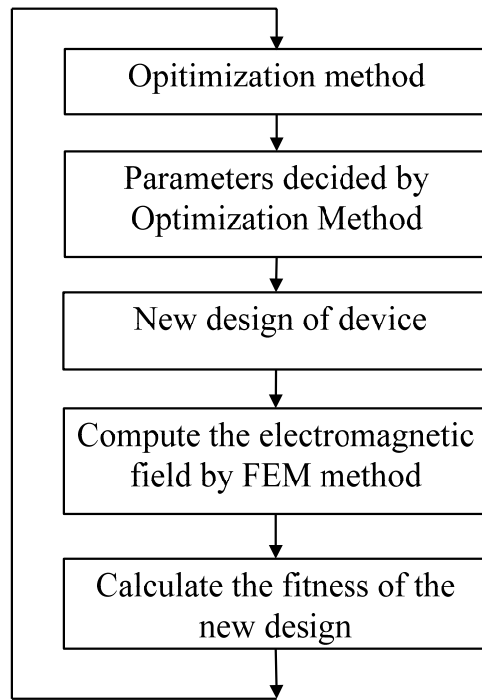 Opitimization method
Parameters decided by
Optimization Method
New design of device
Compute the electromagnetic
field by FEM method
Calculate the fitness of the
new design